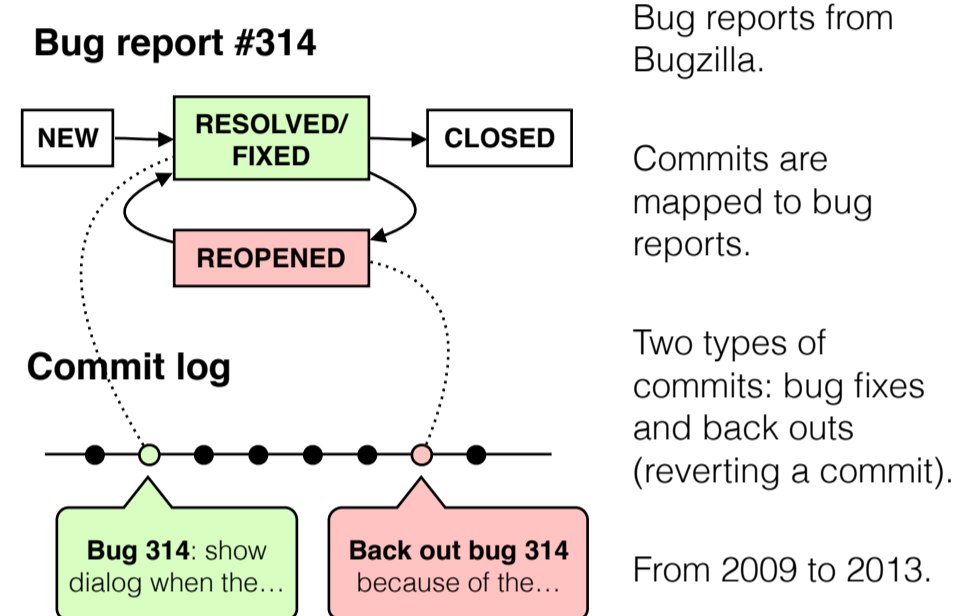 Bug report #314
NEW
RESOLVED/
FIXED
CLOSED
REOPENED
Commit log
Bug 314: show
dialog when the…
Back out bug 314
because of the…
Bug reports from
Bugzilla.
Commits are
mapped to bug
reports.
Two types of
commits: bug fixes
and back outs
(reverting a commit).
From 2009 to 2013.